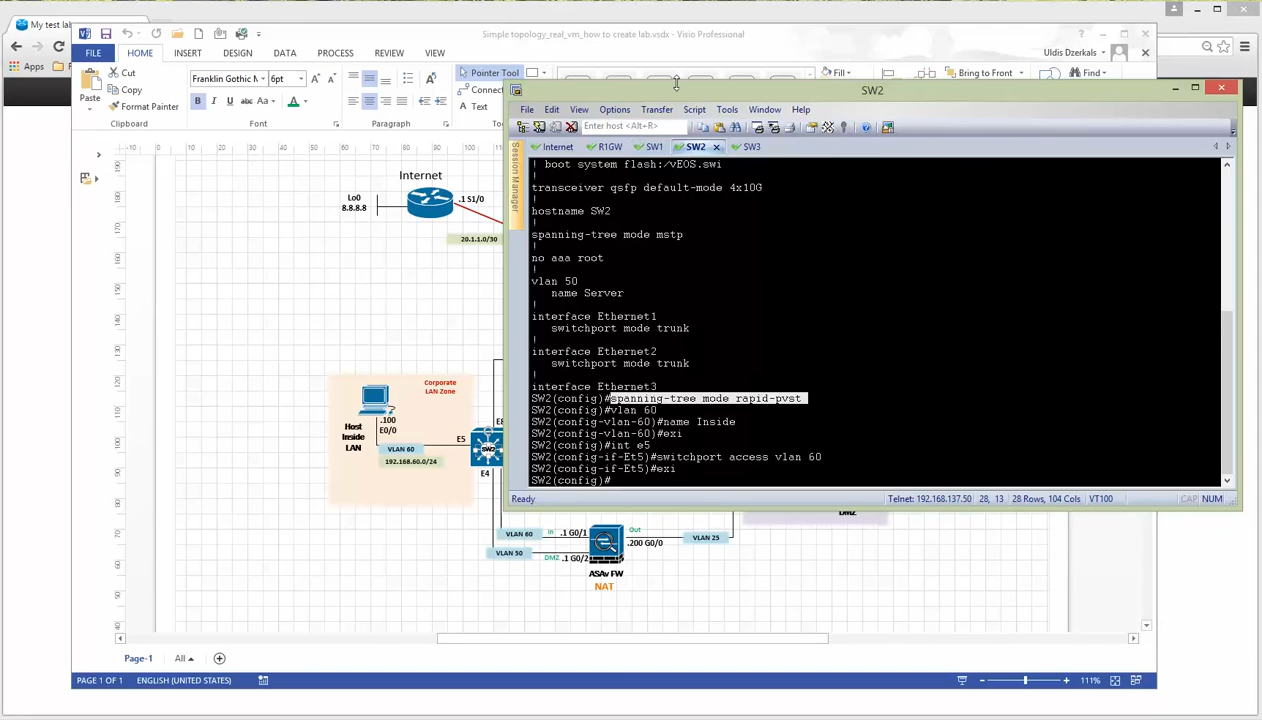 My test lab
Simple topology_real_vm_how to create lab.vsdx - Visio Professional
Uldis Dzerkals
FILE HOME INSERT DESIGN DATA PROCESS REVIEW VIEW
Apps
Paste
Cut
Copy
Format Painter
Clipboard
Franklin Gothic M 6pt
B I U abc Aa A
Font
Paragraph
Pointer Tool
Connec
Text
Fill
Bring to Front
Find
SW2
File Edit View Options Transfer Script Tools Window Help
Enter host <Alt+R>
Session Manager
Internet R1GW SW1 SW2 SW3
! boot system flash:/vEOS.swi
!
transceiver qsfp default-mode 4x10G
!
hostname SW2
!
spanning-tree mode mstp
!
no aaa root
!
vlan 50
name Server
!
interface Ethernet1
switchport mode trunk
!
interface Ethernet2
switchport mode trunk
!
interface Ethernet3
SW2(config)#spanning-tree mode rapid-pvst
SW2(config)#vlan 60
SW2(config-vlan-60)#name Inside
SW2(config-vlan-60)#exi
SW2(config)#int e5
SW2(config-if-Et5)#switchport access vlan 60
SW2(config-if-Et5)#exi
SW2(config)#
Ready
Telnet: 192.168.137.50 28, 13 28 Rows, 104 Cols VT100 CAP NUM
Internet
Lo0
8.8.8.8
.1 S1/0
20.1.1.0/30
Corporate
LAN Zone
.100
E0/0
Host
Inside
LAN
VLAN 60
192.168.60.0/24
E5
SW2
E4
DMZ
VLAN 60
In
.1 G0/1
Out
.200 G0/0
VLAN 25
VLAN 50
DMZ
.1 G0/2
ASAv FW
NAT
Page-1
All
PAGE 1 OF 1
ENGLISH (UNITED STATES)
111%